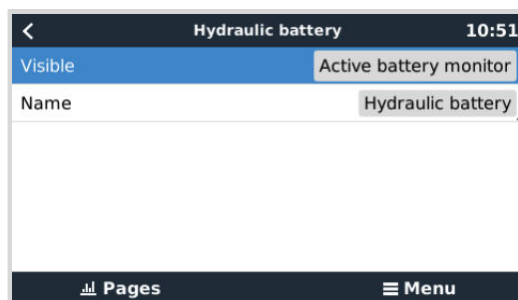 Hydraulic battery 10:51
Visible Active battery monitor
Name Hydraulic battery
Pages Menu